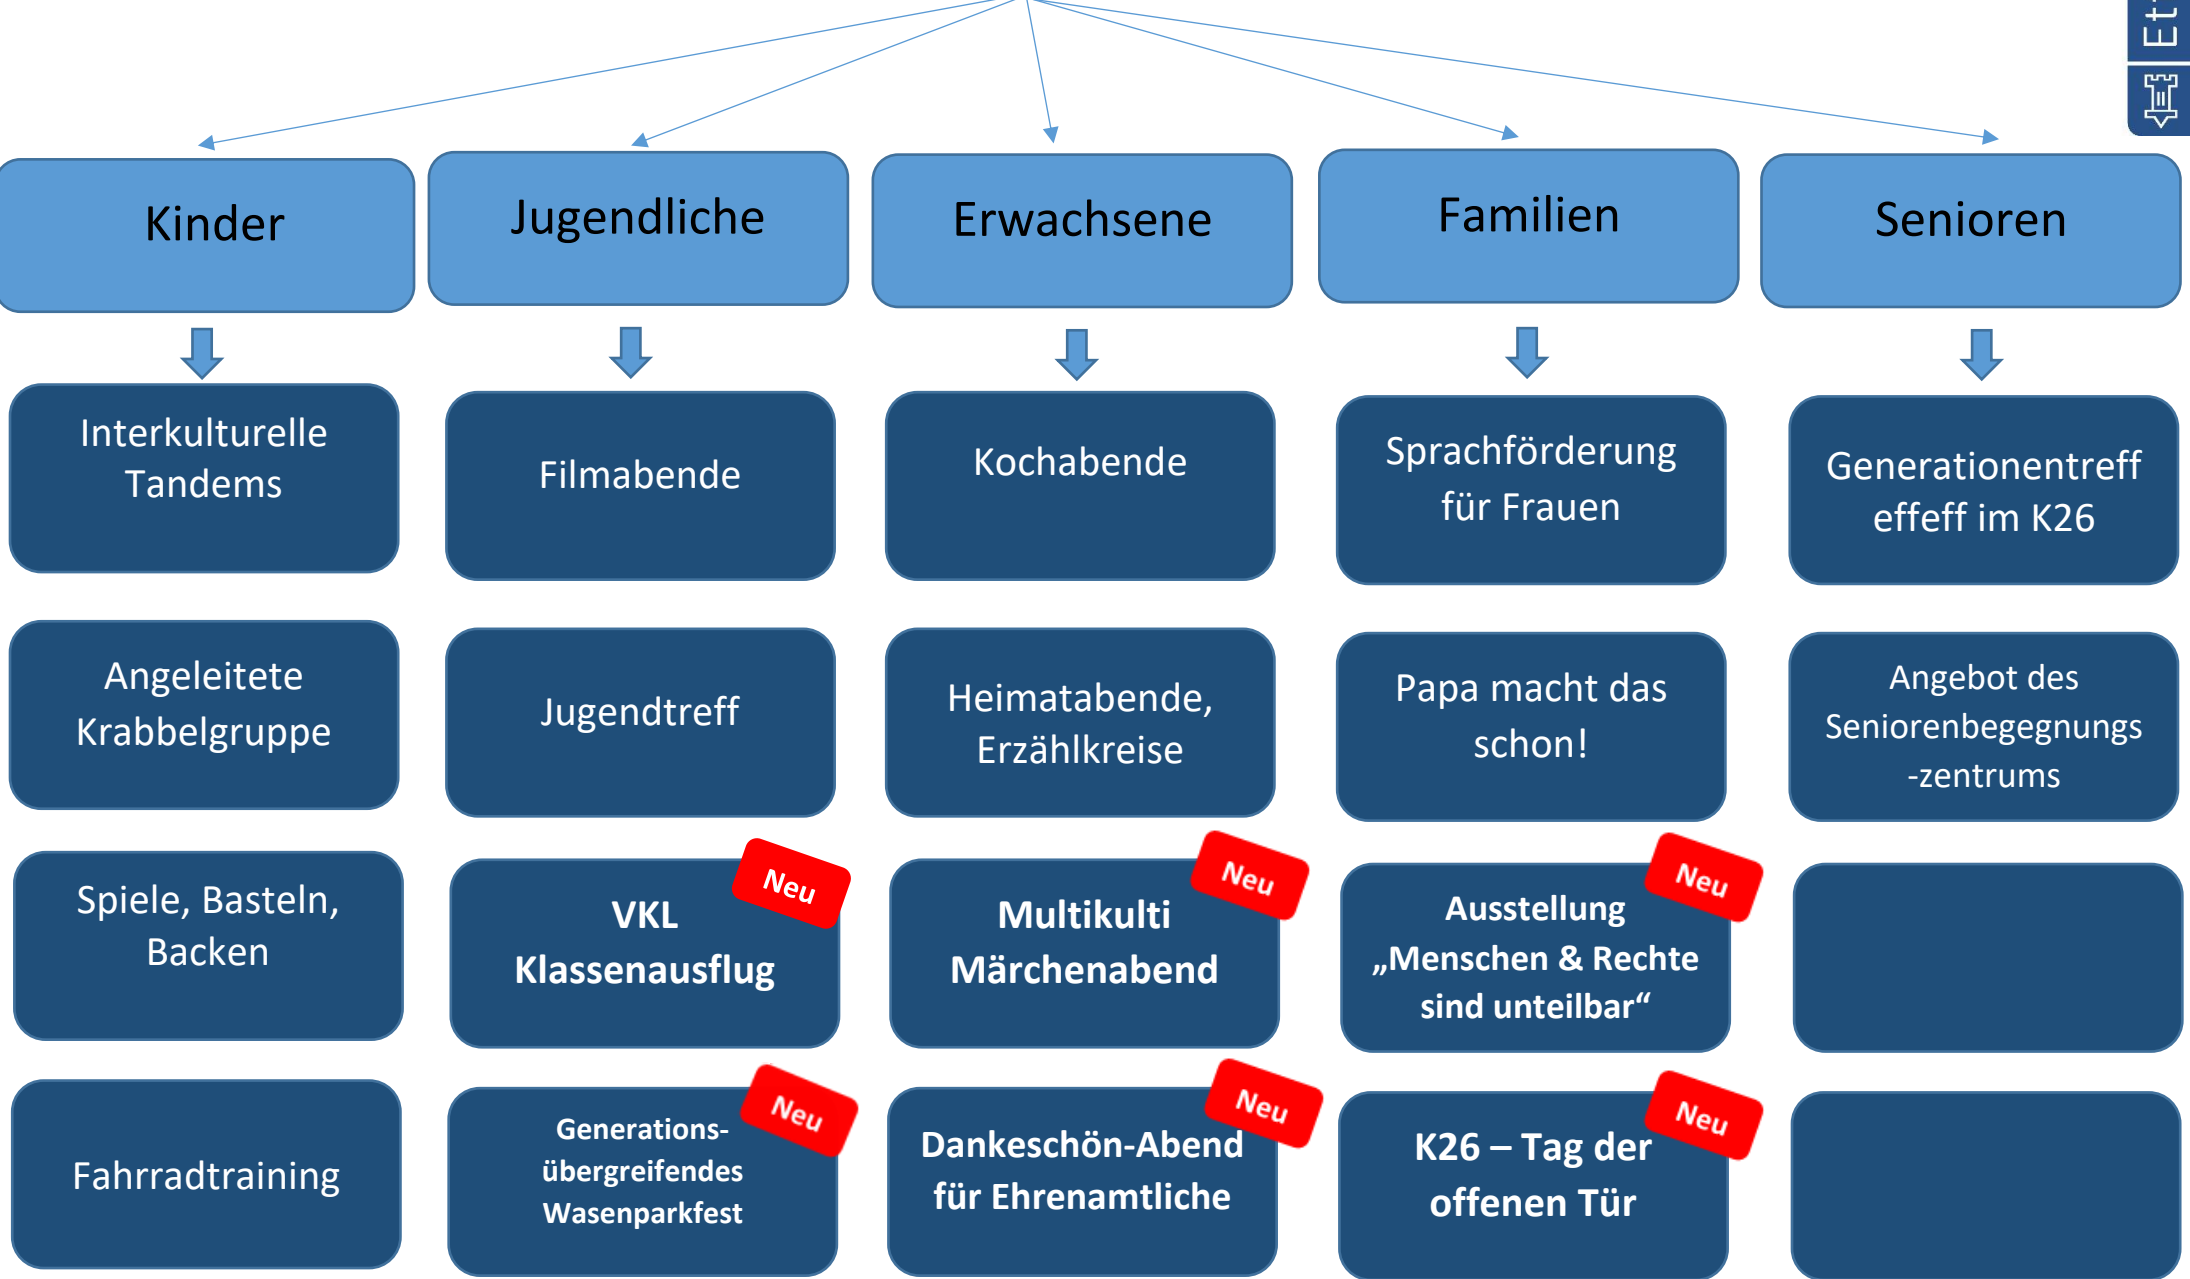 Ett
Kinder
Jugendliche
Erwachsene
Familien
Senioren
Interkulturelle
Tandems
Filmabende
Kochabende
Sprachförderung
für Frauen
Generationentreff
effeff im K26
Angeleitete
Krabbelgruppe
Jugendtreff
Heimatabende,
Erzählkreise
Papa macht das
schon!
Angebot des
Seniorenbegegnungs
-zentrums
Spiele, Basteln,
Backen
Neu
VKL
Klassenausflug
Neu
Multikulti
Märchenabend
Neu
Ausstellung
„Menschen & Rechte
sind unteilbar“
Fahrradtraining
Neu
Generations-
übergreifendes
Wasenparkfest
Neu
Dankeschön-Abend
für Ehrenamtliche
Neu
K26 – Tag der
offenen Tür